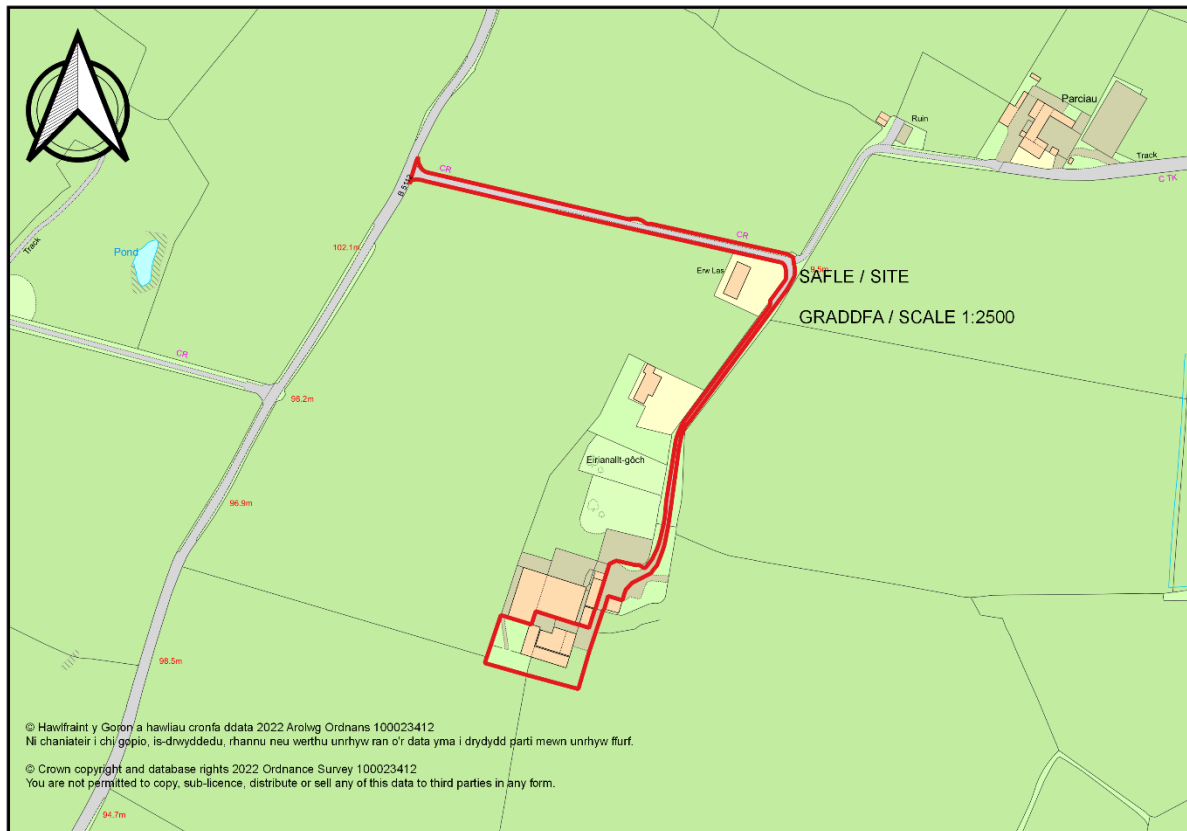 Parciau
Ruin
Track
C TK
CR
B 5112
Track
Pond
102.1m
CR
Erw Las
SAFLE / SITE
GRADDFA / SCALE 1:2500
CR
98.2m
Eirianallt-gôch
96.9m
98.5m
© Hawlfraint y Goron a hawliau cronfa ddata 2022 Arolwg Ordnans 100023412
Ni chaniateir i chi gopio, is-drwyddedu, rhannu neu werthu unrhyw ran o'r data yma i drydydd parti mewn unrhyw ffurf.
© Crown copyright and database rights 2022 Ordnance Survey 100023412
You are not permitted to copy, sub-licence, distribute or sell any of this data to third parties in any form.
94.7m